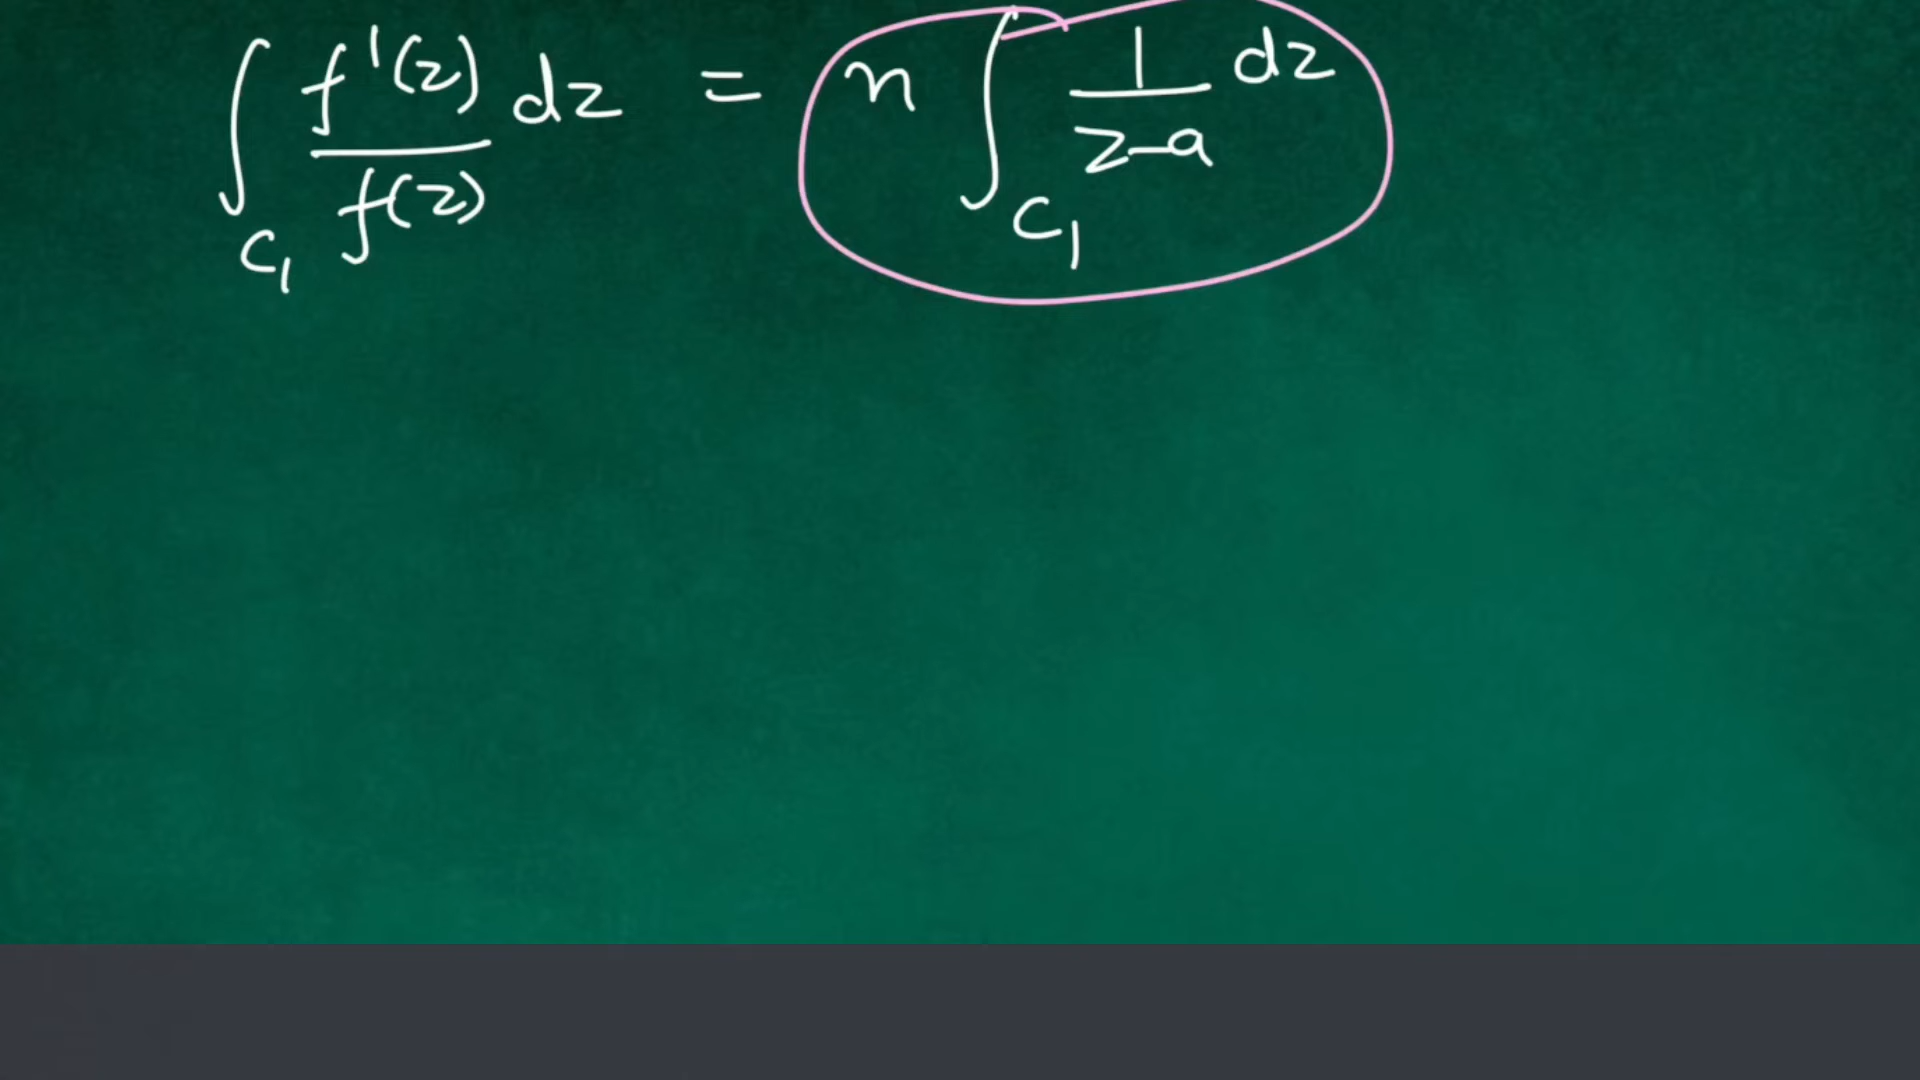 ∫_{C₁} f'(z)/f(z) dz = n ∫_{C₁} 1/(z-a) dz